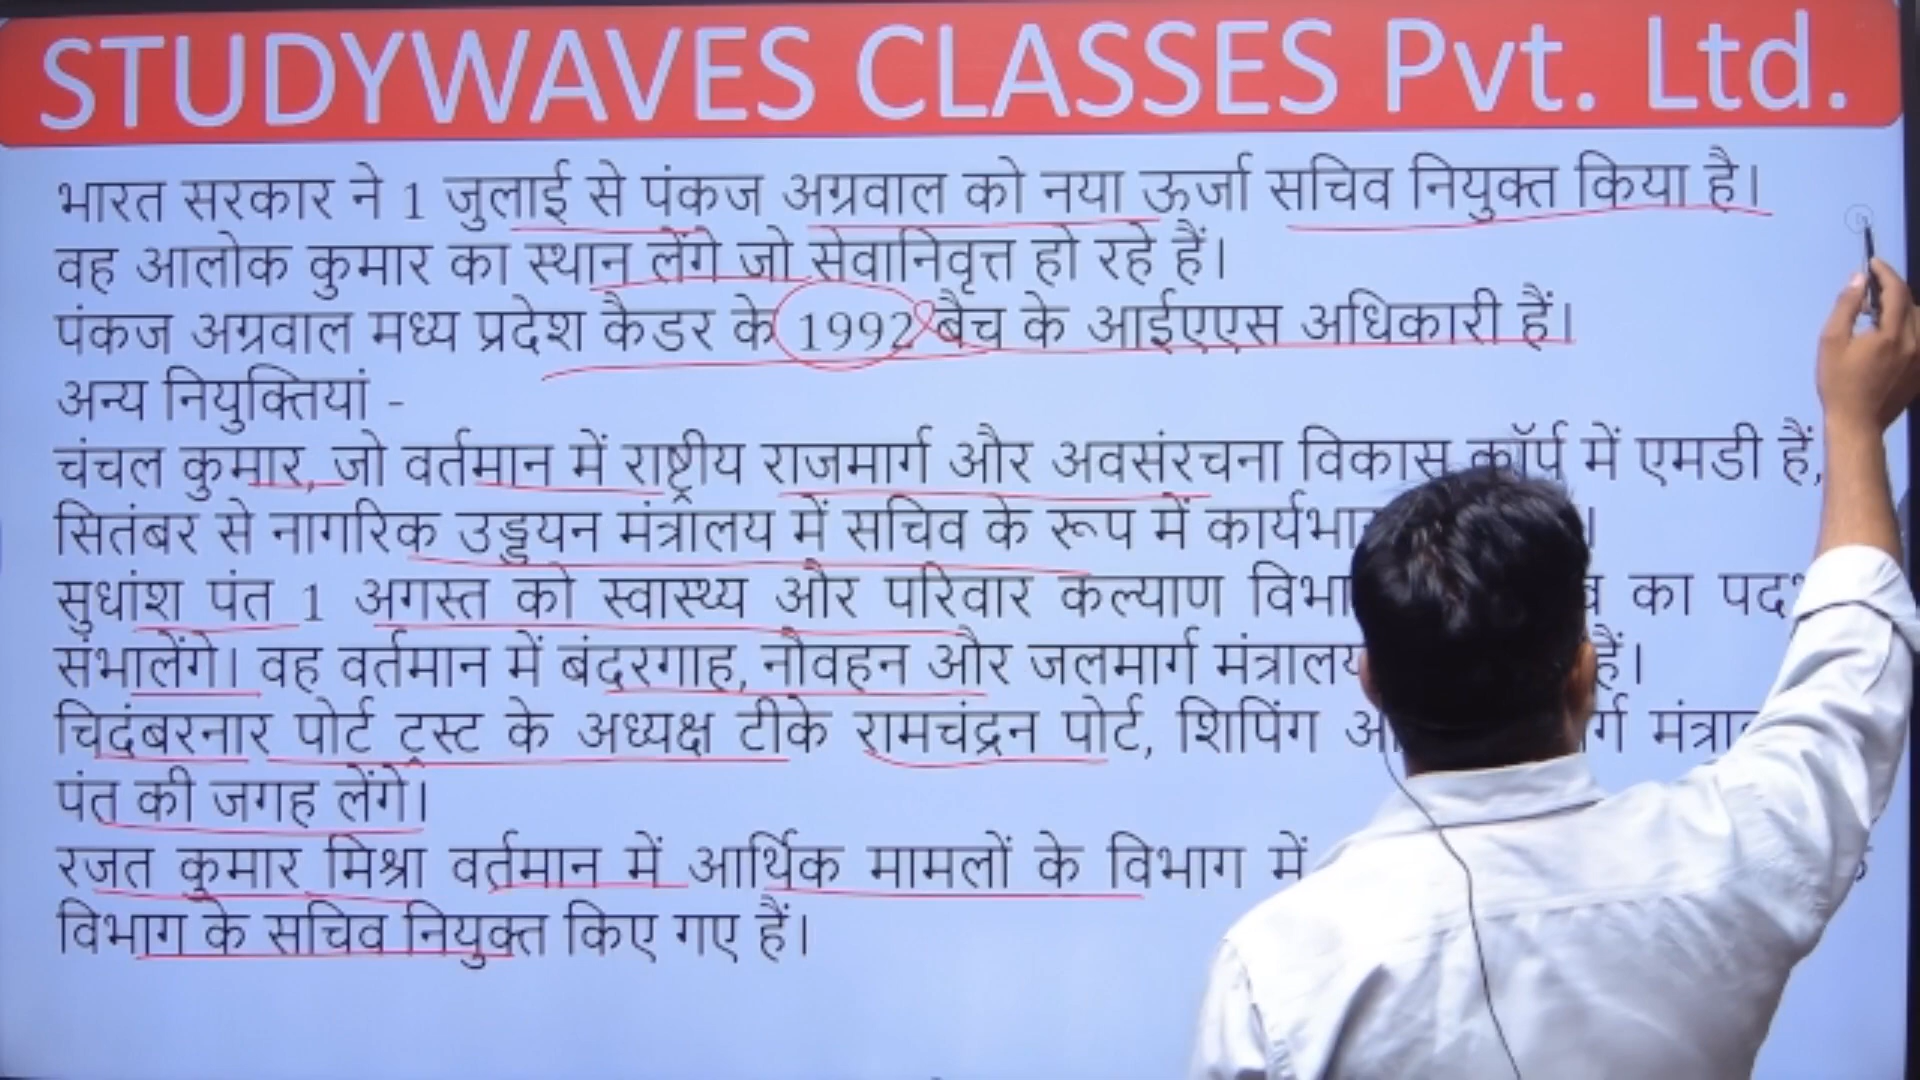 STUDYWAVES CLASSES Pvt. Ltd.
भारत सरकार ने 1 जुलाई से पंकज अग्रवाल को नया ऊर्जा सचिव नियुक्त किया है।
वह आलोक कुमार का स्थान लेंगे जो सेवानिवृत्त हो रहे हैं।
पंकज अग्रवाल मध्य प्रदेश कैडर के 1992 बैच के आईएएस अधिकारी हैं।
अन्य नियुक्तियां -
चंचल कुमार, जो वर्तमान में राष्ट्रीय राजमार्ग और अवसंरचना विकास कॉर्प में एमडी हैं,
सितंबर से नागरिक उड्डयन मंत्रालय में सचिव के रूप में
सुधांश पंत 1 अगस्त को स्वास्थ्य और परिवार कल्याण का
संभालेंगे। वह वर्तमान में बंदरगाह, नौवहन और जलमार्ग मंत्रालय हैं।
चिदंबरनार पोर्ट ट्रस्ट के अध्यक्ष टीके रामचंद्रन पोर्ट, शिपिंग
पंत की जगह लेंगे।
रजत कुमार मिश्रा वर्तमान में आर्थिक मामलों के विभाग में
विभाग के सचिव नियुक्त किए गए हैं।